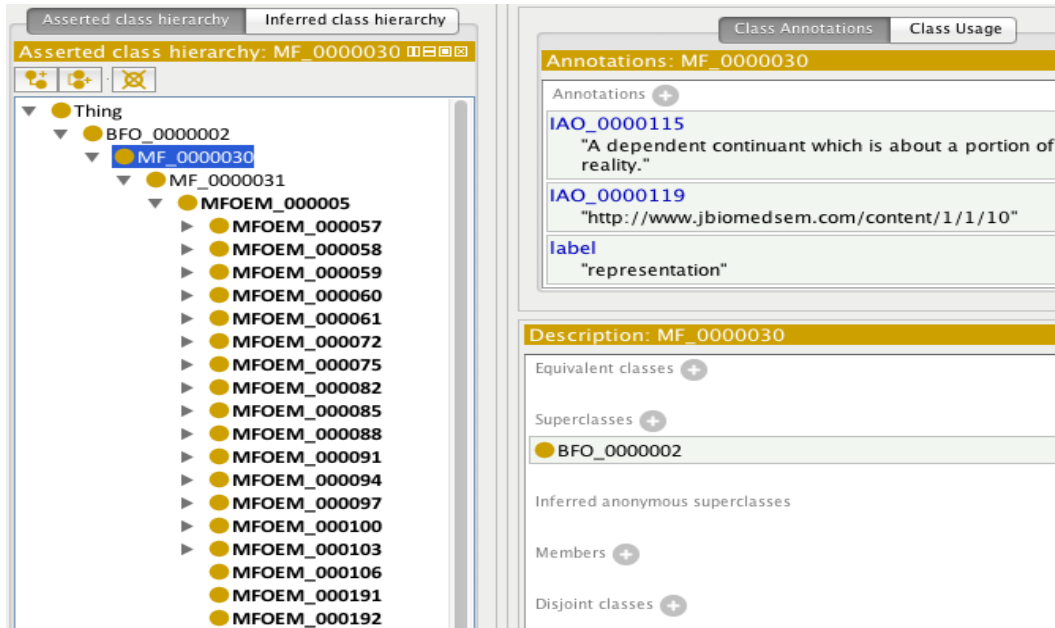 Asserted class hierarchy
Inferred class hierarchy
Asserted class hierarchy: MF_0000030
Thing
BFO_0000002
MF_0000030
MF_0000031
MFOEM_000005
MFOEM_000057
MFOEM_000058
MFOEM_000059
MFOEM_000060
MFOEM_000061
MFOEM_000072
MFOEM_000075
MFOEM_000082
MFOEM_000085
MFOEM_000088
MFOEM_000091
MFOEM_000094
MFOEM_000097
MFOEM_000100
MFOEM_000103
MFOEM_000106
MFOEM_000191
MFOEM_000192
Class Annotations
Class Usage
Annotations: MF_0000030
Annotations
IAO_0000115
"A dependent continuant which is about a portion of
reality."
IAO_0000119
"http://www.jbiomedsem.com/content/1/1/10"
label
"representation"
Description: MF_0000030
Equivalent classes
Superclasses
BFO_0000002
Inferred anonymous superclasses
Members
Disjoint classes